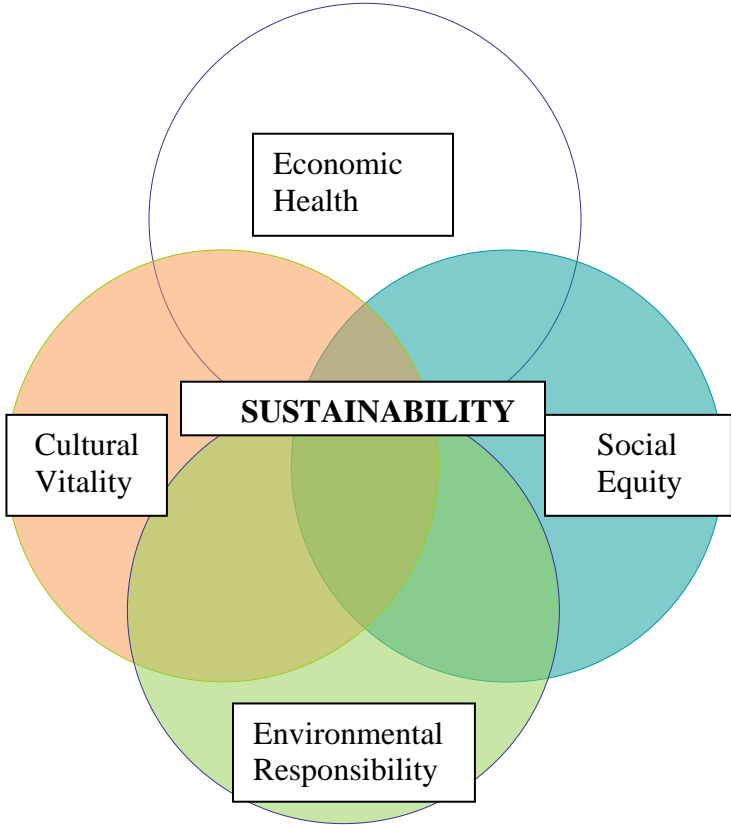 Economic
Health
SUSTAINABILITY
Cultural
Vitality
Social
Equity
Environmental
Responsibility